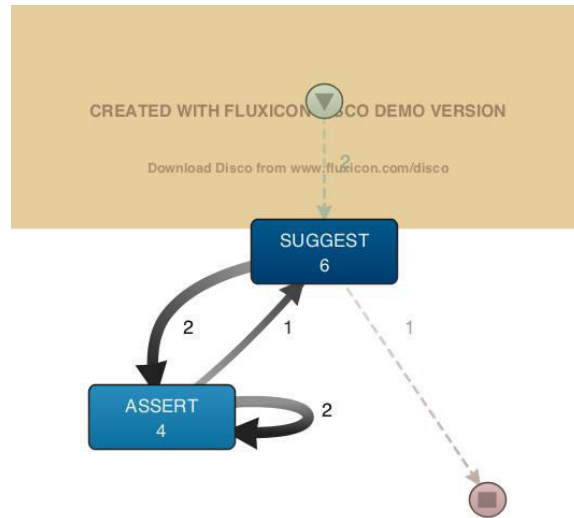 CREATED WITH FLUXICON DISCO DEMO VERSION
Download Disco from www.fluxicon.com/disco
2
SUGGEST
6
2
1
1
ASSERT
4
2